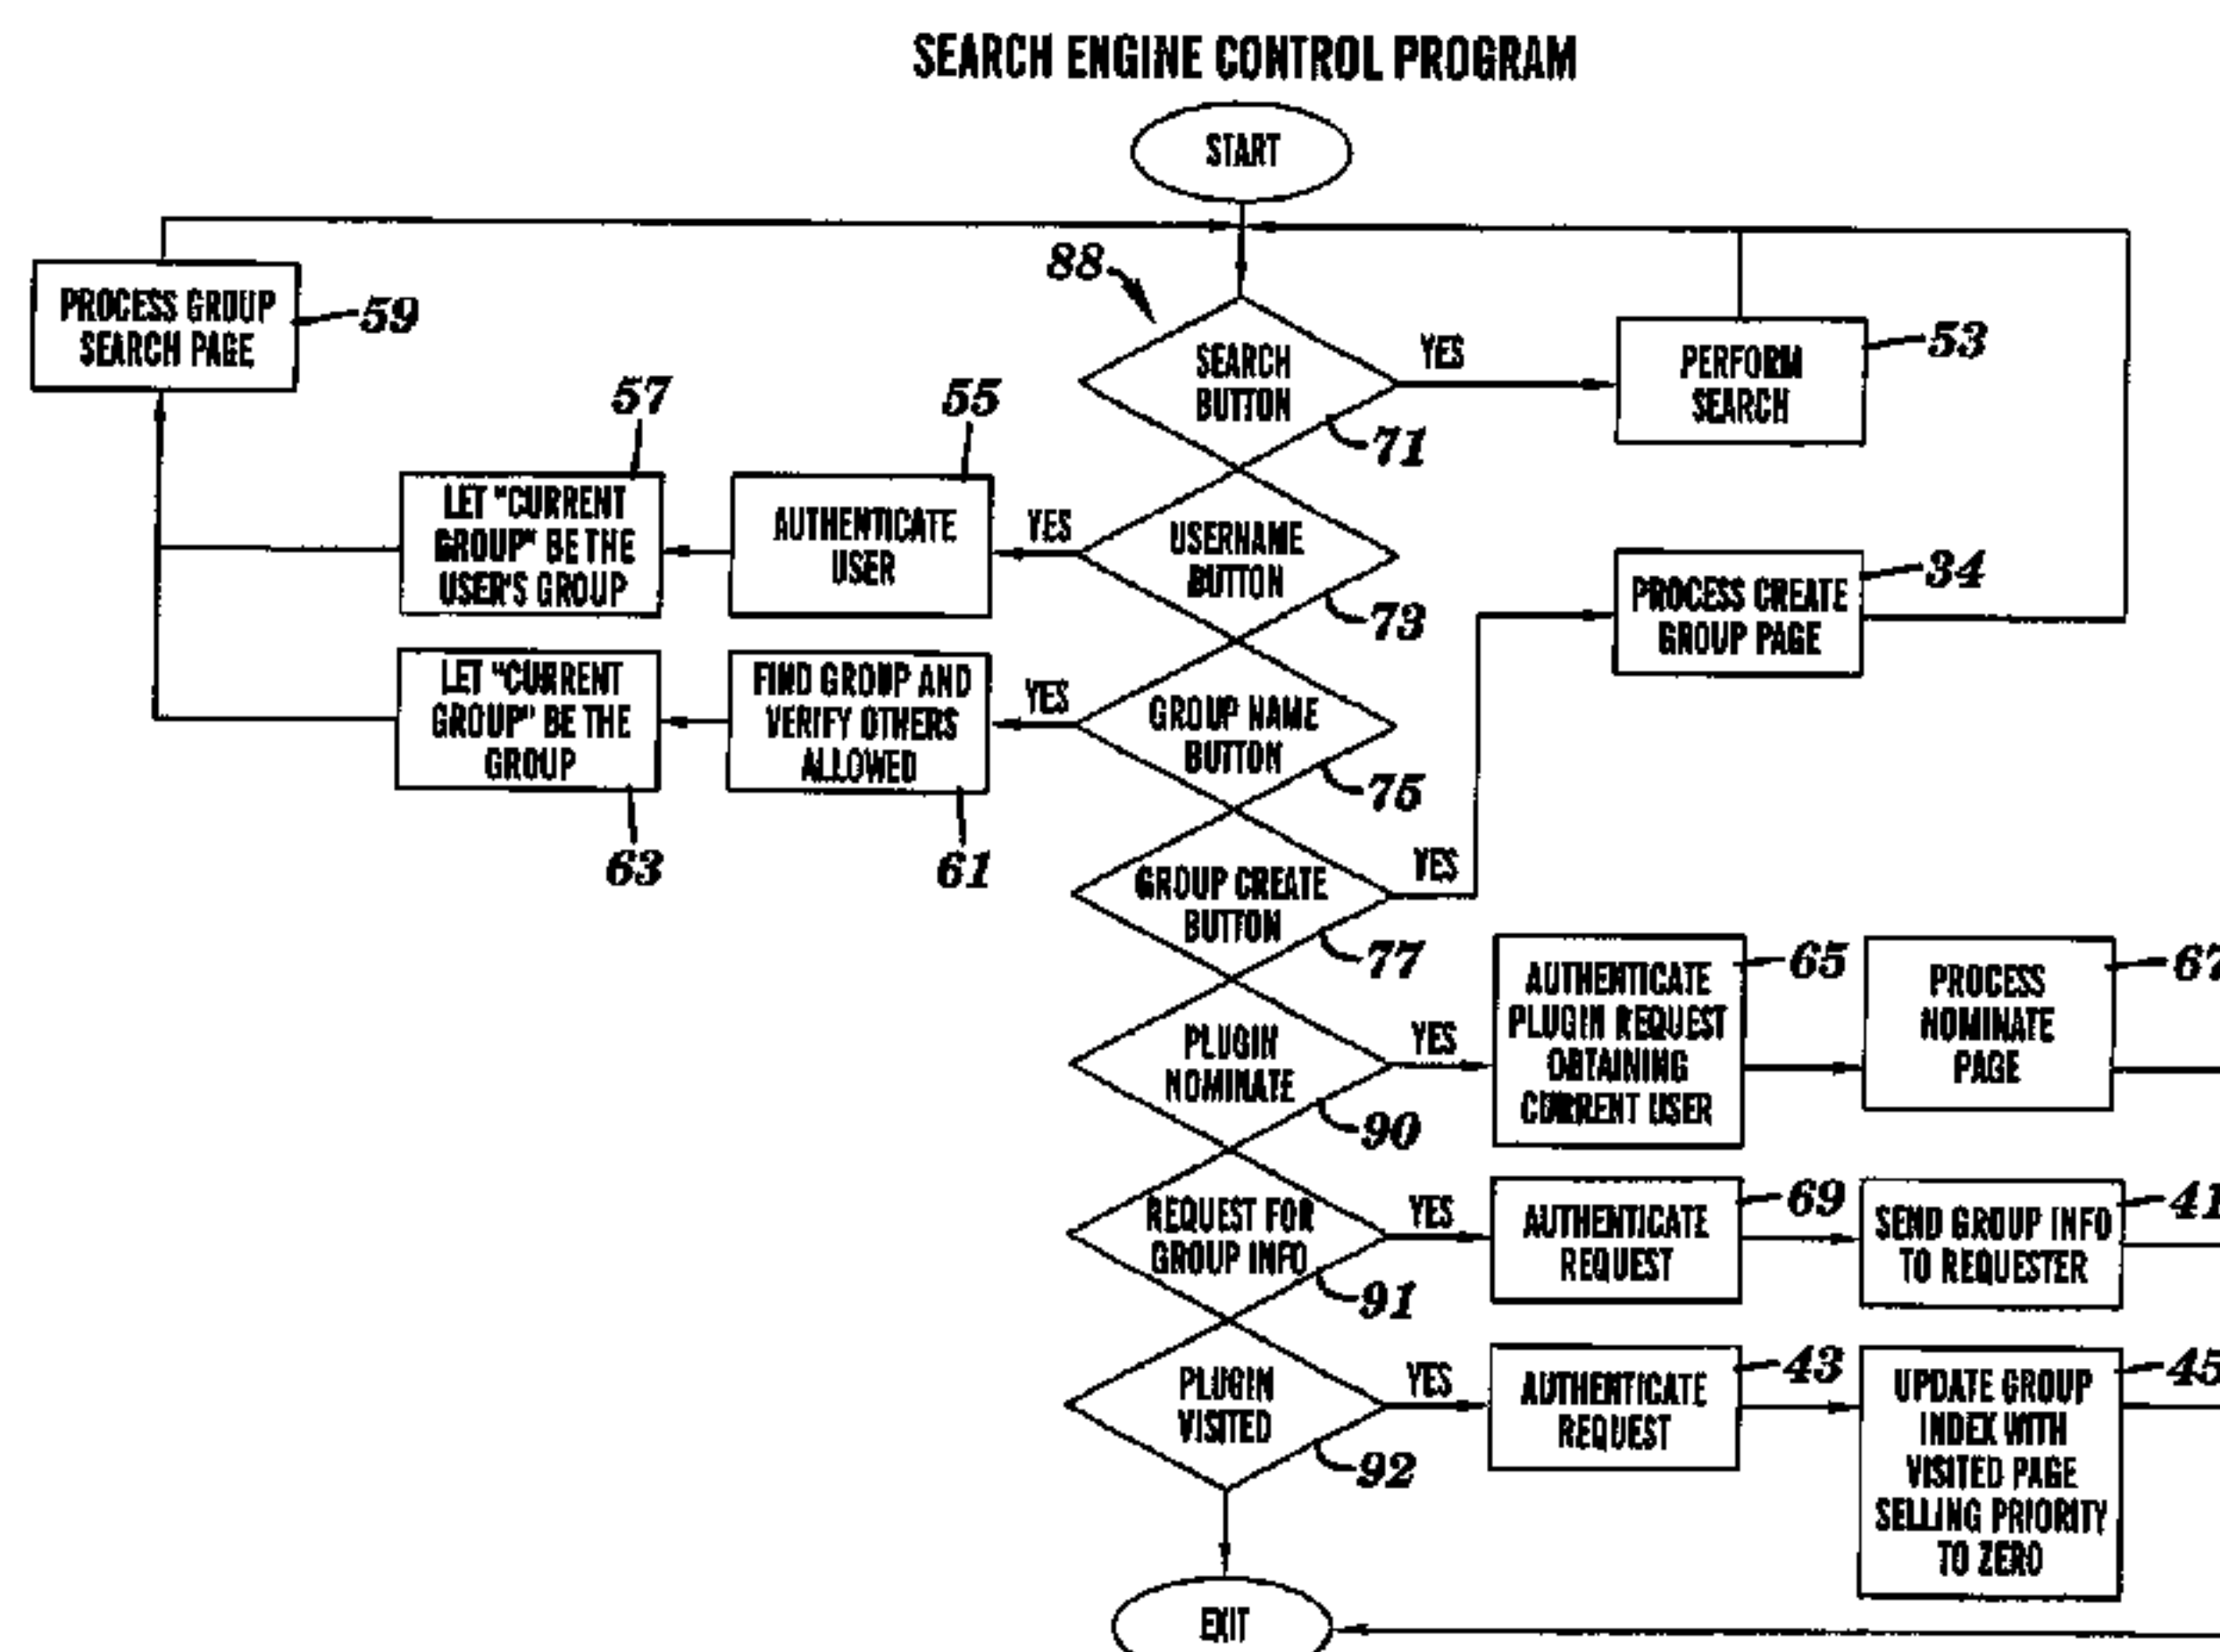 SEARCH ENGINE CONTROL PROGRAM
START
88
PROCESS GROUP
SEARCH PAGE
59
SEARCH
BUTTON
71
YES
PERFORM
SEARCH
53
57
55
LET "CURRENT
GROUP" BE THE
USER'S GROUP
AUTHENTICATE
USER
YES
USERNAME
BUTTON
73
PROCESS CREATE
GROUP PAGE
34
LET "CURRENT
GROUP" BE THE
GROUP
63
FIND GROUP AND
VERIFY OTHERS
ALLOWED
61
YES
GROUP NAME
BUTTON
75
GROUP CREATE
BUTTON
77
YES
PLUGIN
NOMINATE
90
YES
AUTHENTICATE
PLUGIN REQUEST
OBTAINING
CURRENT USER
65
PROCESS
NOMINATE
PAGE
67
REQUEST FOR
GROUP INFO
91
YES
AUTHENTICATE
REQUEST
69
SEND GROUP INFO
TO REQUESTER
41
PLUGIN
VISITED
92
YES
AUTHENTICATE
REQUEST
43
UPDATE GROUP
INDEX WITH
VISITED PAGE
SELLING PRIORITY
TO ZERO
45
EXIT